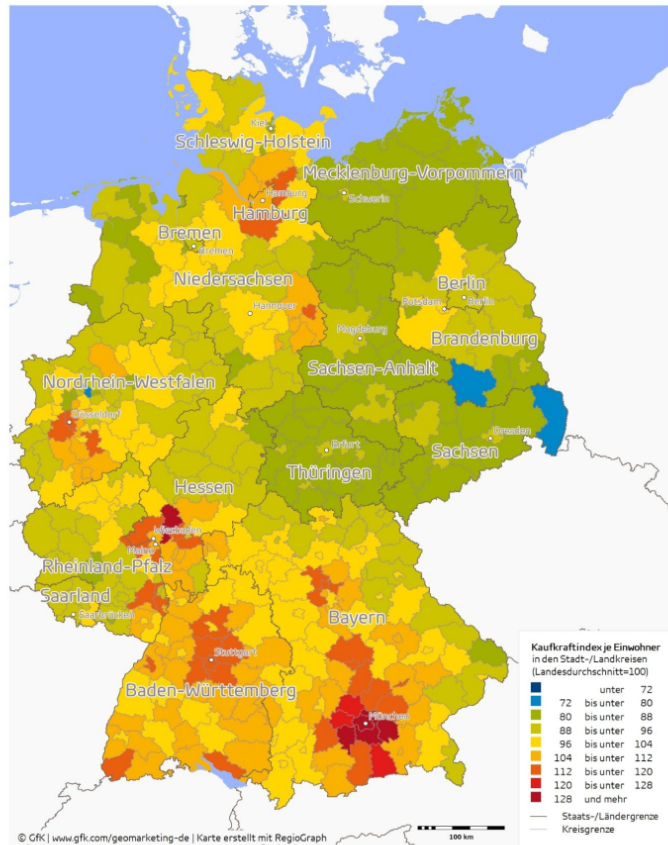 Kiel
Schleswig-Holstein
Mecklenburg-Vorpommern
Schwerin
Hamburg
Hamburg
Bremen
Bremen
Niedersachsen
Berlin
Berlin
Potsdam
Hannover
Brandenburg
Magdeburg
Sachsen-Anhalt
Nordrhein-Westfalen
Düsseldorf
Dresden
Sachsen
Erfurt
Thüringen
Hessen
Wiesbaden
Mainz
Rheinland-Pfalz
Saarland
Saarbrücken
Bayern
Stuttgart
Baden-Württemberg
München
Kaufkraftindex je Einwohner
in den Stadt-/Landkreisen
(Landesdurchschnitt=100)
unter 72
72 bis unter 80
80 bis unter 88
88 bis unter 96
96 bis unter 104
104 bis unter 112
112 bis unter 120
120 bis unter 128
128 und mehr
Staats-/Ländergrenze
Kreisgrenze
100 km
© GfK | www.gfk.com/geomarketing-de | Karte erstellt mit RegioGraph